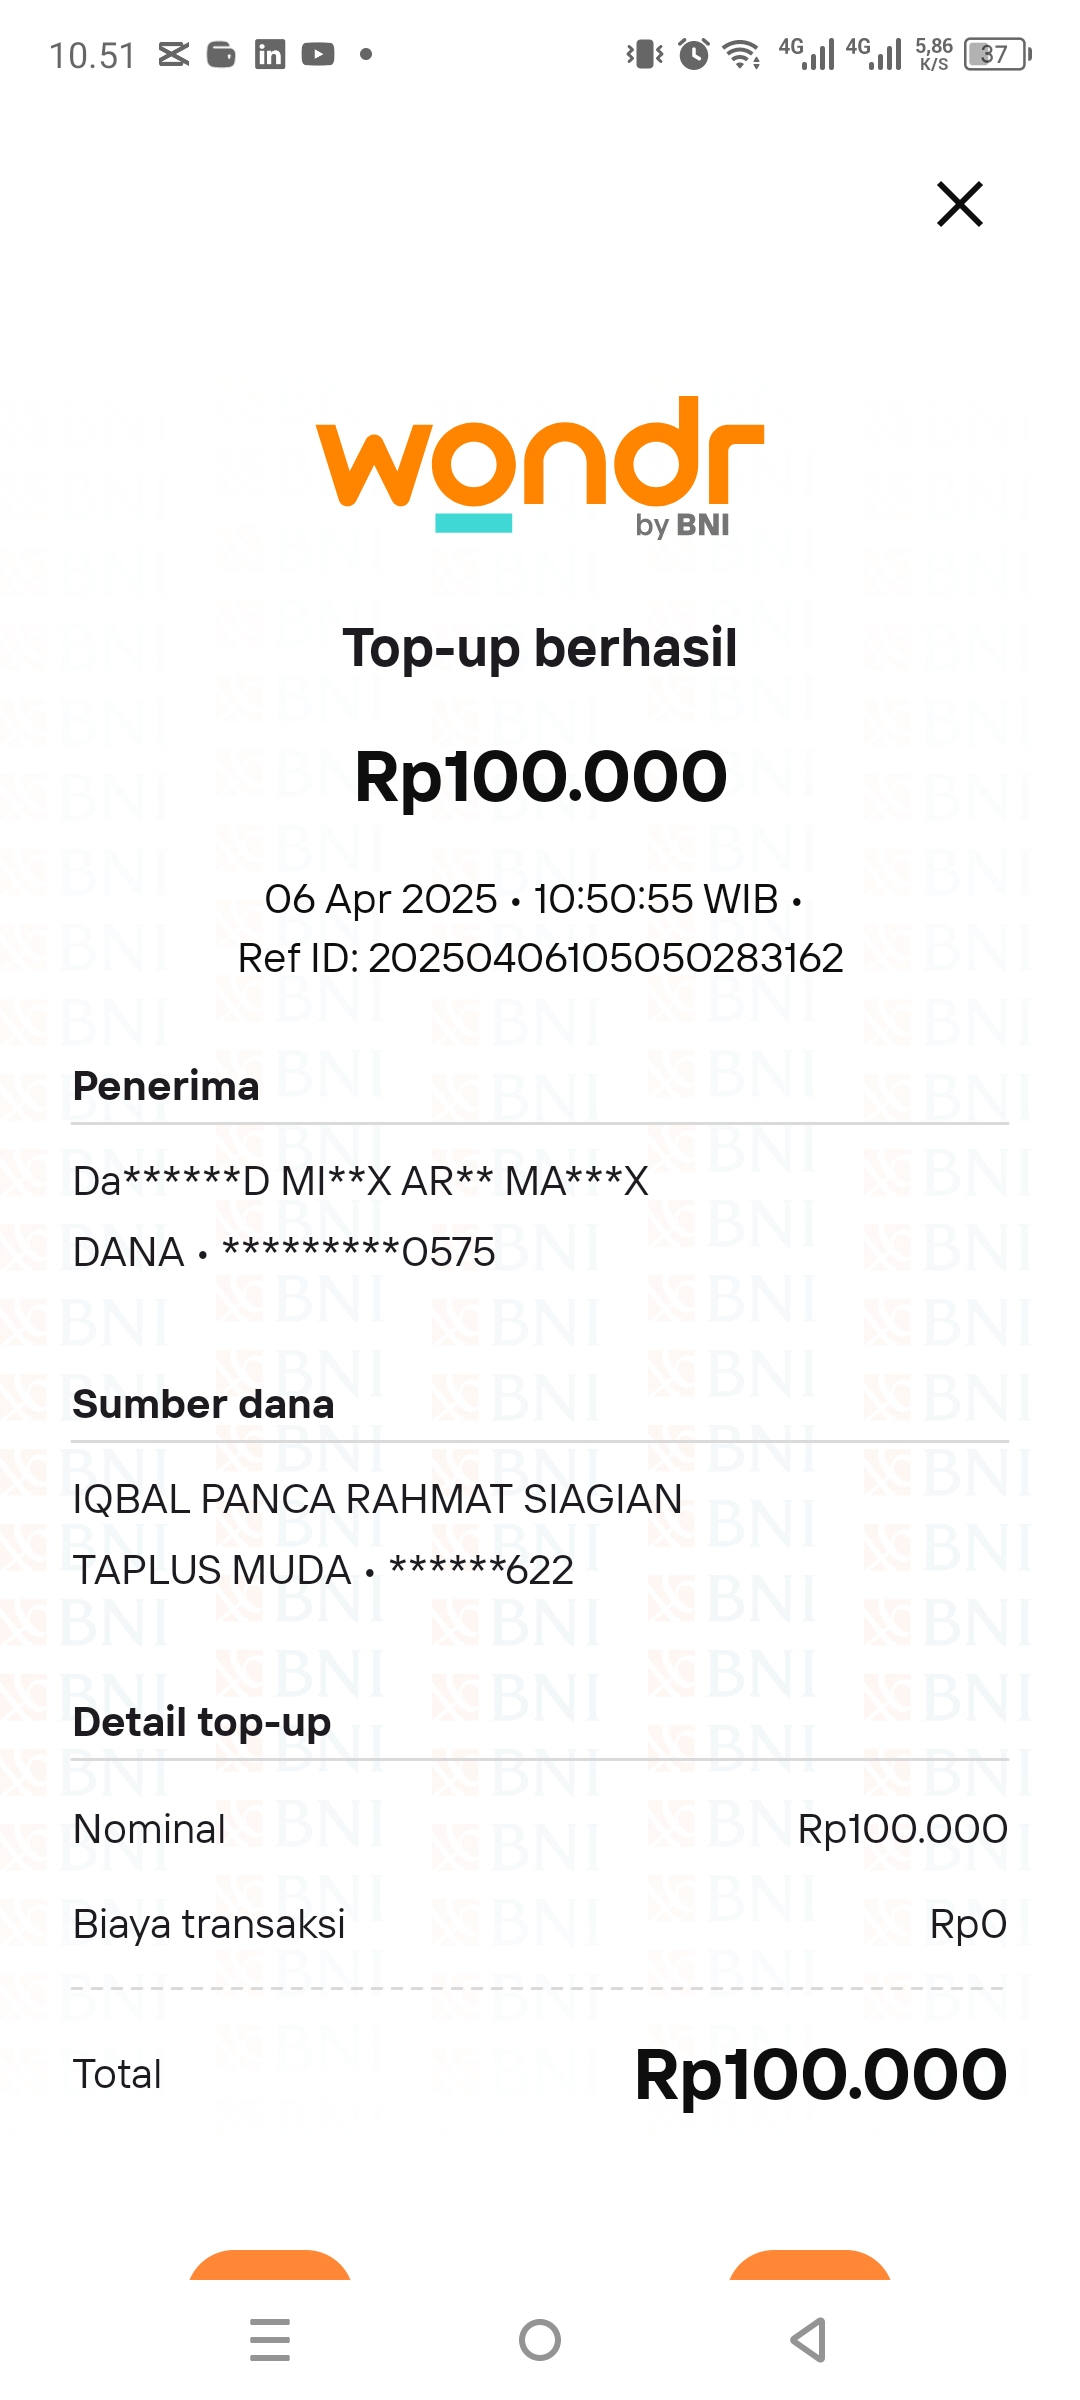 10.51
4G 4G 5,86 K/S 37
wondr
by BNI
Top-up berhasil
Rp100.000
06 Apr 2025 • 10:50:55 WIB •
Ref ID: 20250406105050283162
Penerima
Da******D MI**X AR** MA***X
DANA • *********0575
Sumber dana
IQBAL PANCA RAHMAT SIAGIAN
TAPLUS MUDA • ******622
Detail top-up
Nominal Rp100.000
Biaya transaksi Rp0
Total Rp100.000